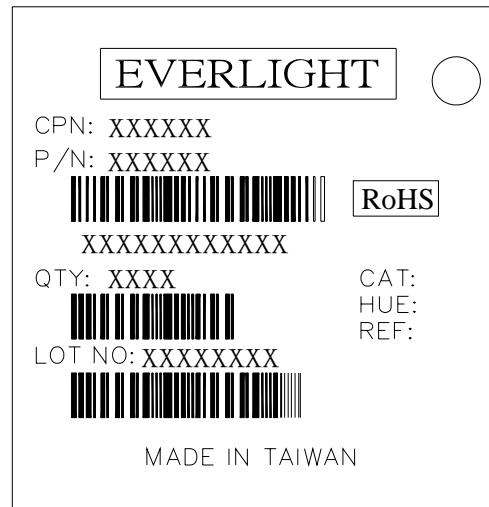 EVERLIGHT
CPN: XXXXXX
P/N: XXXXXX
RoHS
XXXXXXXXXXXX
QTY: XXXX
CAT:
HUE:
REF:
LOT NO: XXXXXXXX
MADE IN TAIWAN